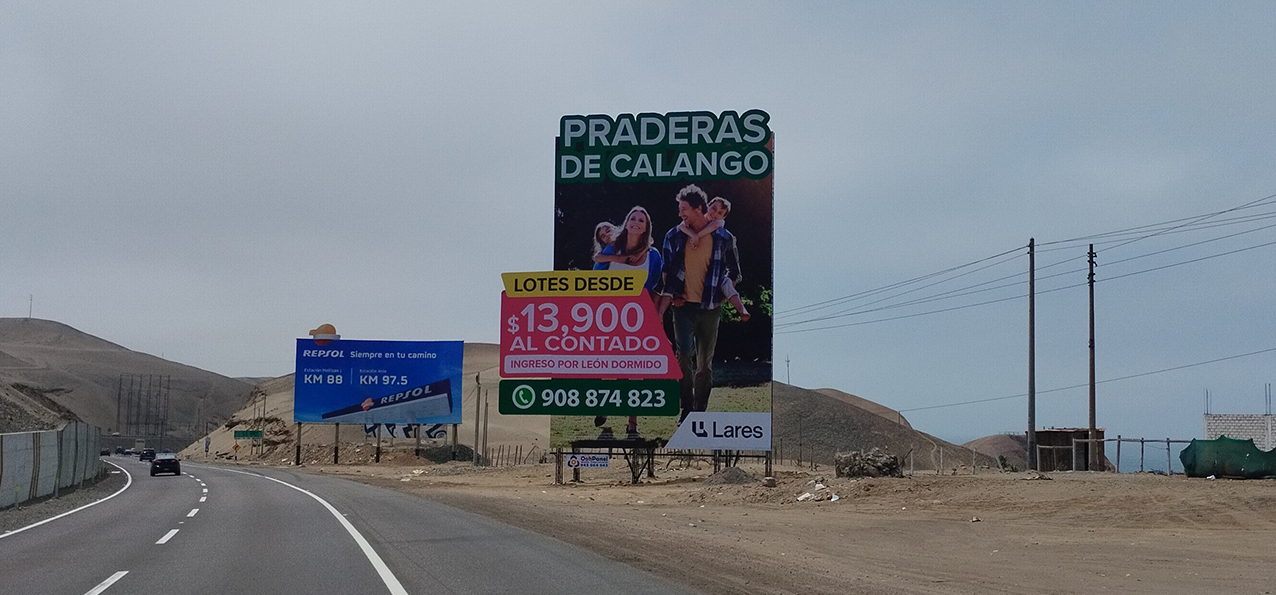 PRADERAS
DE CALANGO
LOTES DESDE
$13,900
AL CONTADO
INGRESO POR LEÓN DORMIDO
908 874 823
Lares
REPSOL Siempre en tu camino
KM 88
KM 97.5
REPSOL